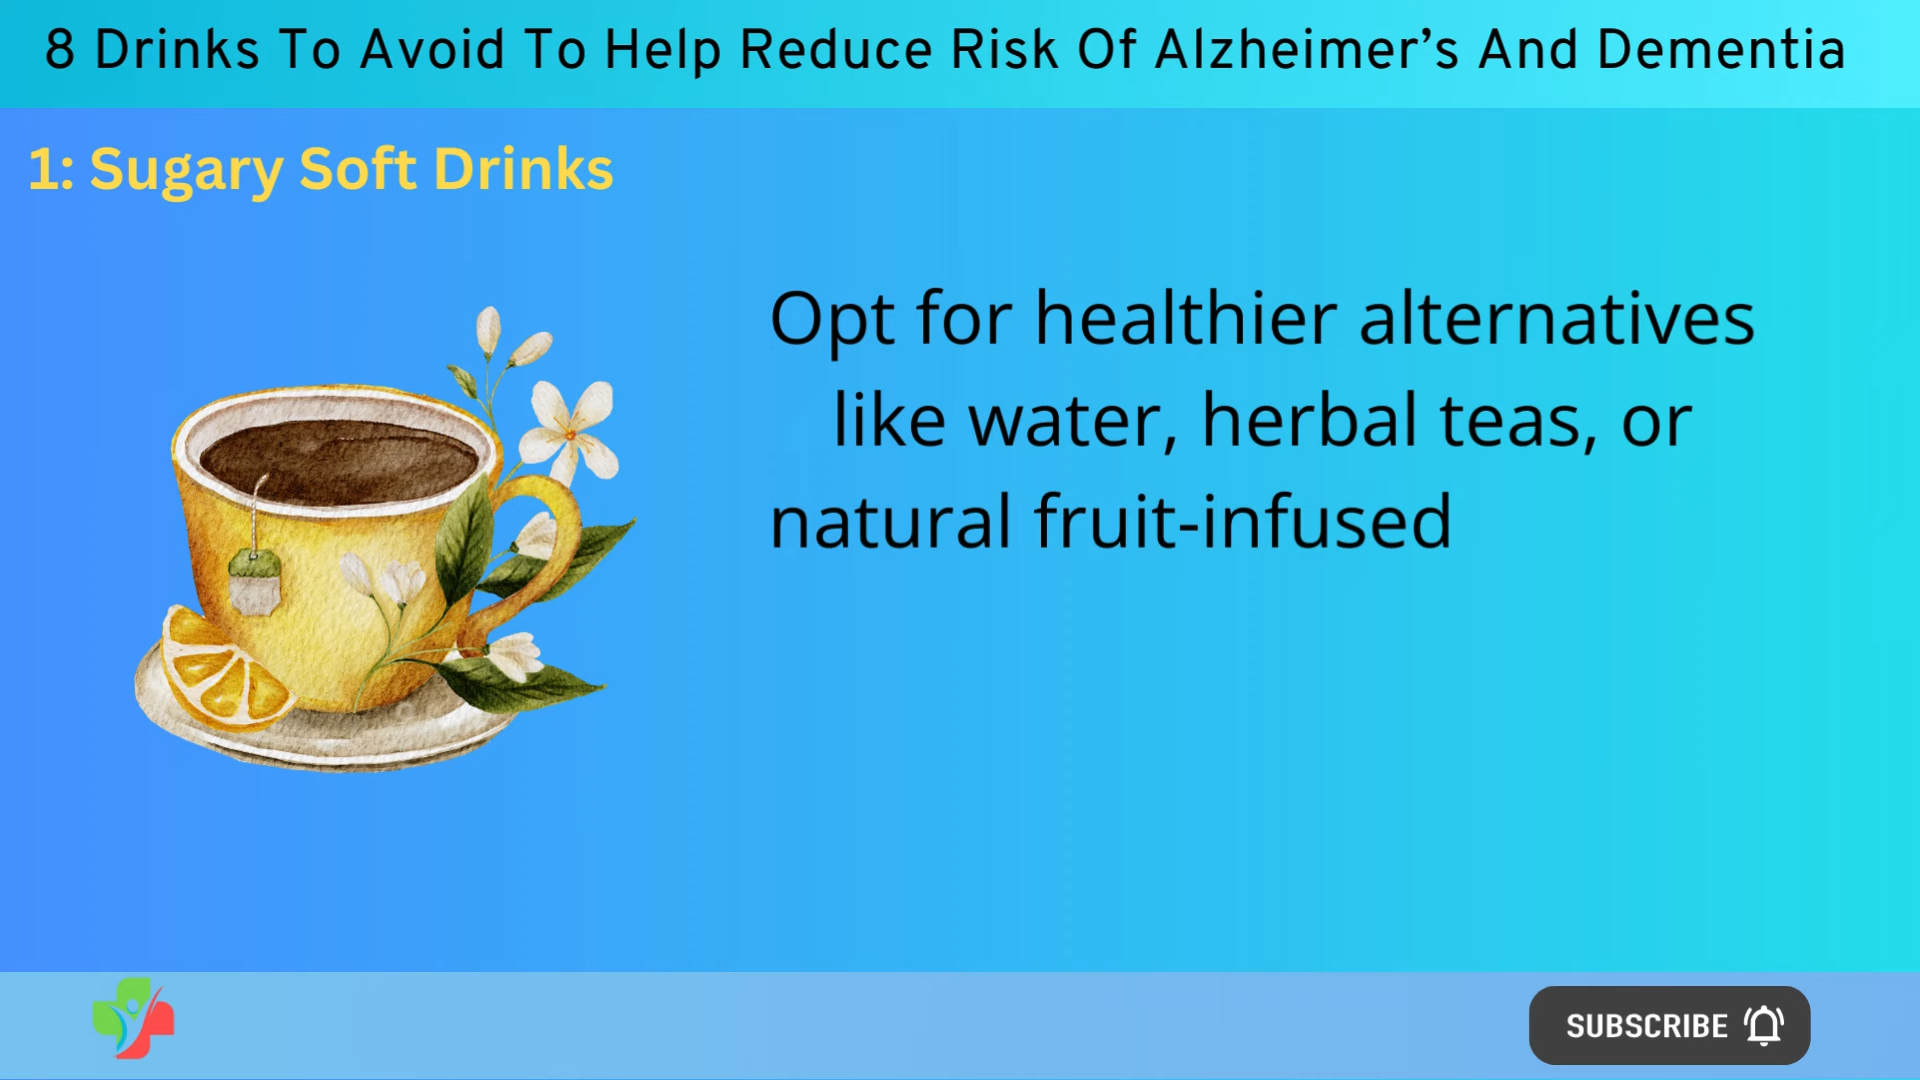 8 Drinks To Avoid To Help Reduce Risk Of Alzheimer’s And Dementia
1: Sugary Soft Drinks
Opt for healthier alternatives
like water, herbal teas, or
natural fruit-infused
SUBSCRIBE